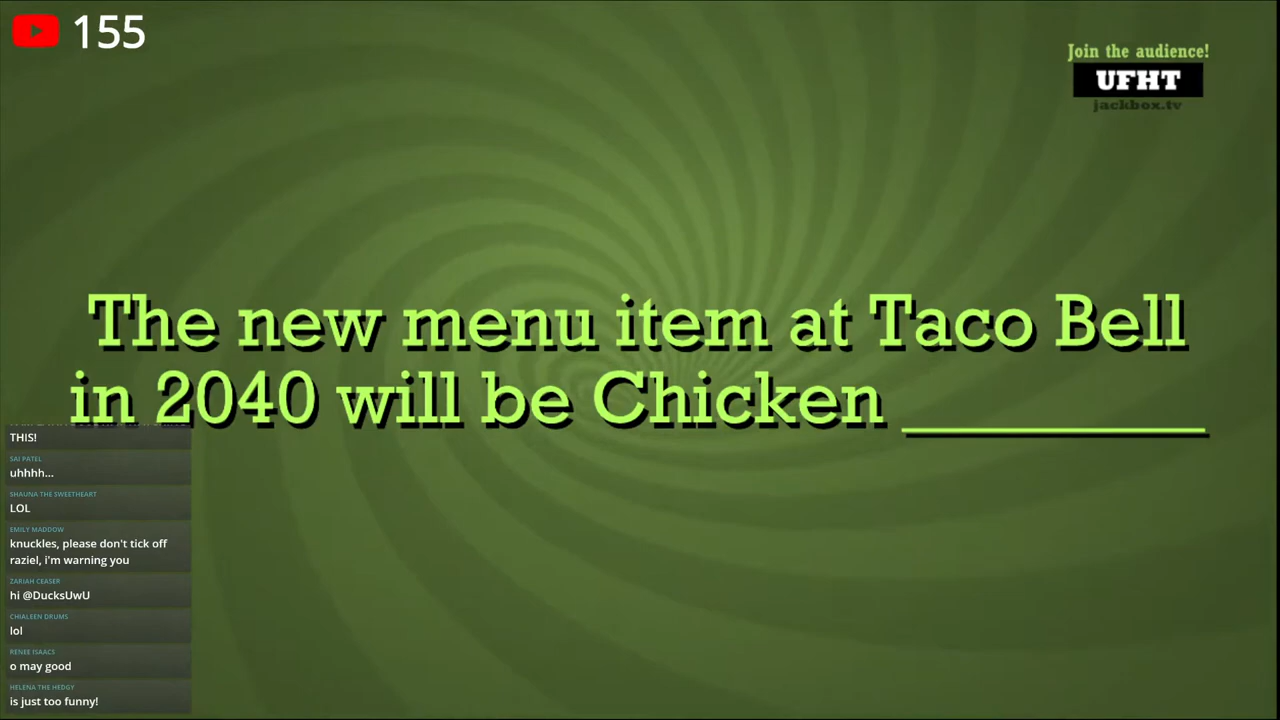 155
Join the audience!
UFHT
jackbox.tv
The new menu item at Taco Bell
in 2040 will be Chicken ________
THIS!
SAI PATEL
uhhhh...
SHAUNA THE SWEETHEART
LOL
EMILY MADDOW
knuckles, please don't tick off
raziel, i'm warning you
ZARIAH CEASER
hi @DucksUwU
CHIALEEN DRUMS
lol
RENEE ISAACS
o may good
HELENA THE HEDGY
is just too funny!